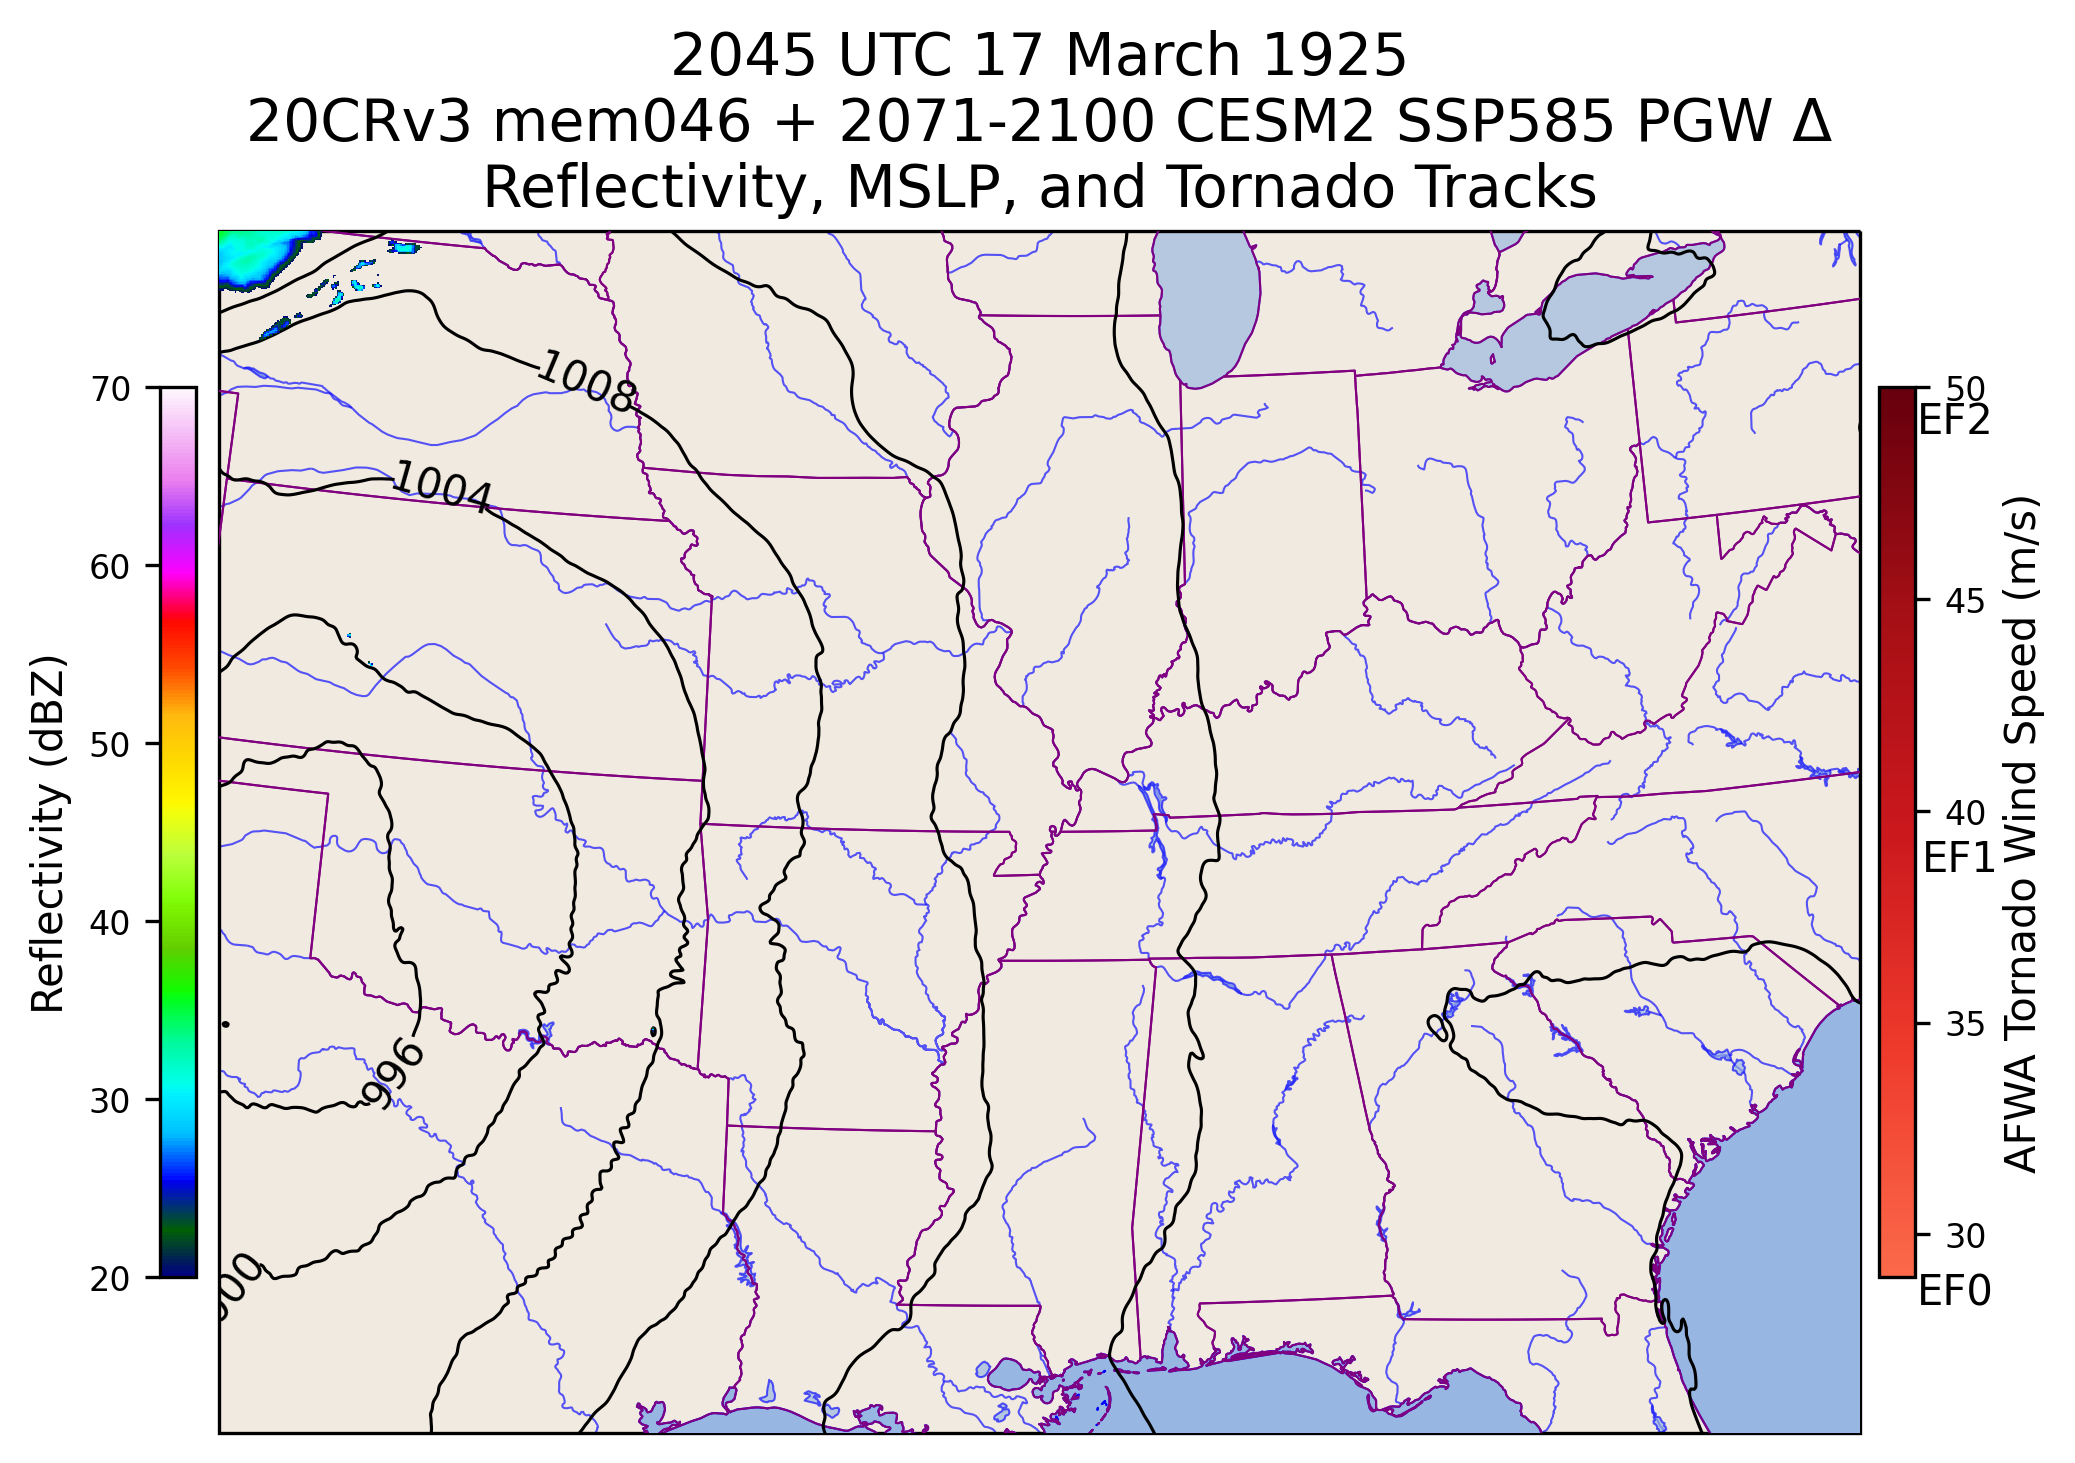 2045 UTC 17 March 1925
20CRv3 mem046 + 2071-2100 CESM2 SSP585 PGW Δ
Reflectivity, MSLP, and Tornado Tracks
Reflectivity (dBZ)
70
60
50
40
30
20
1008
1004
996
0
50
EF2
45
40
EF1
35
30
EF0
AFWA Tornado Wind Speed (m/s)